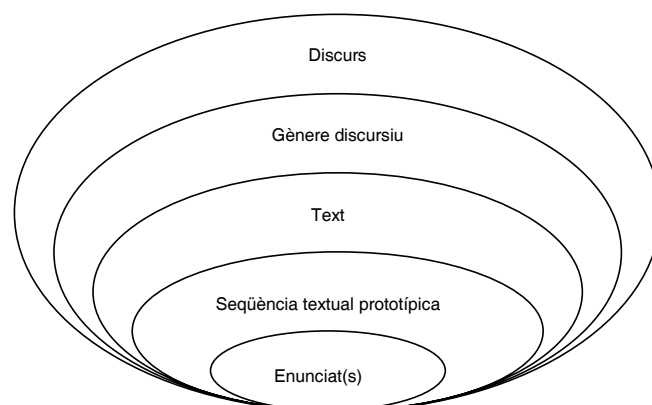 Discurs
Gènere discursiu
Text
Seqüència textual prototípica
Enunciat(s)